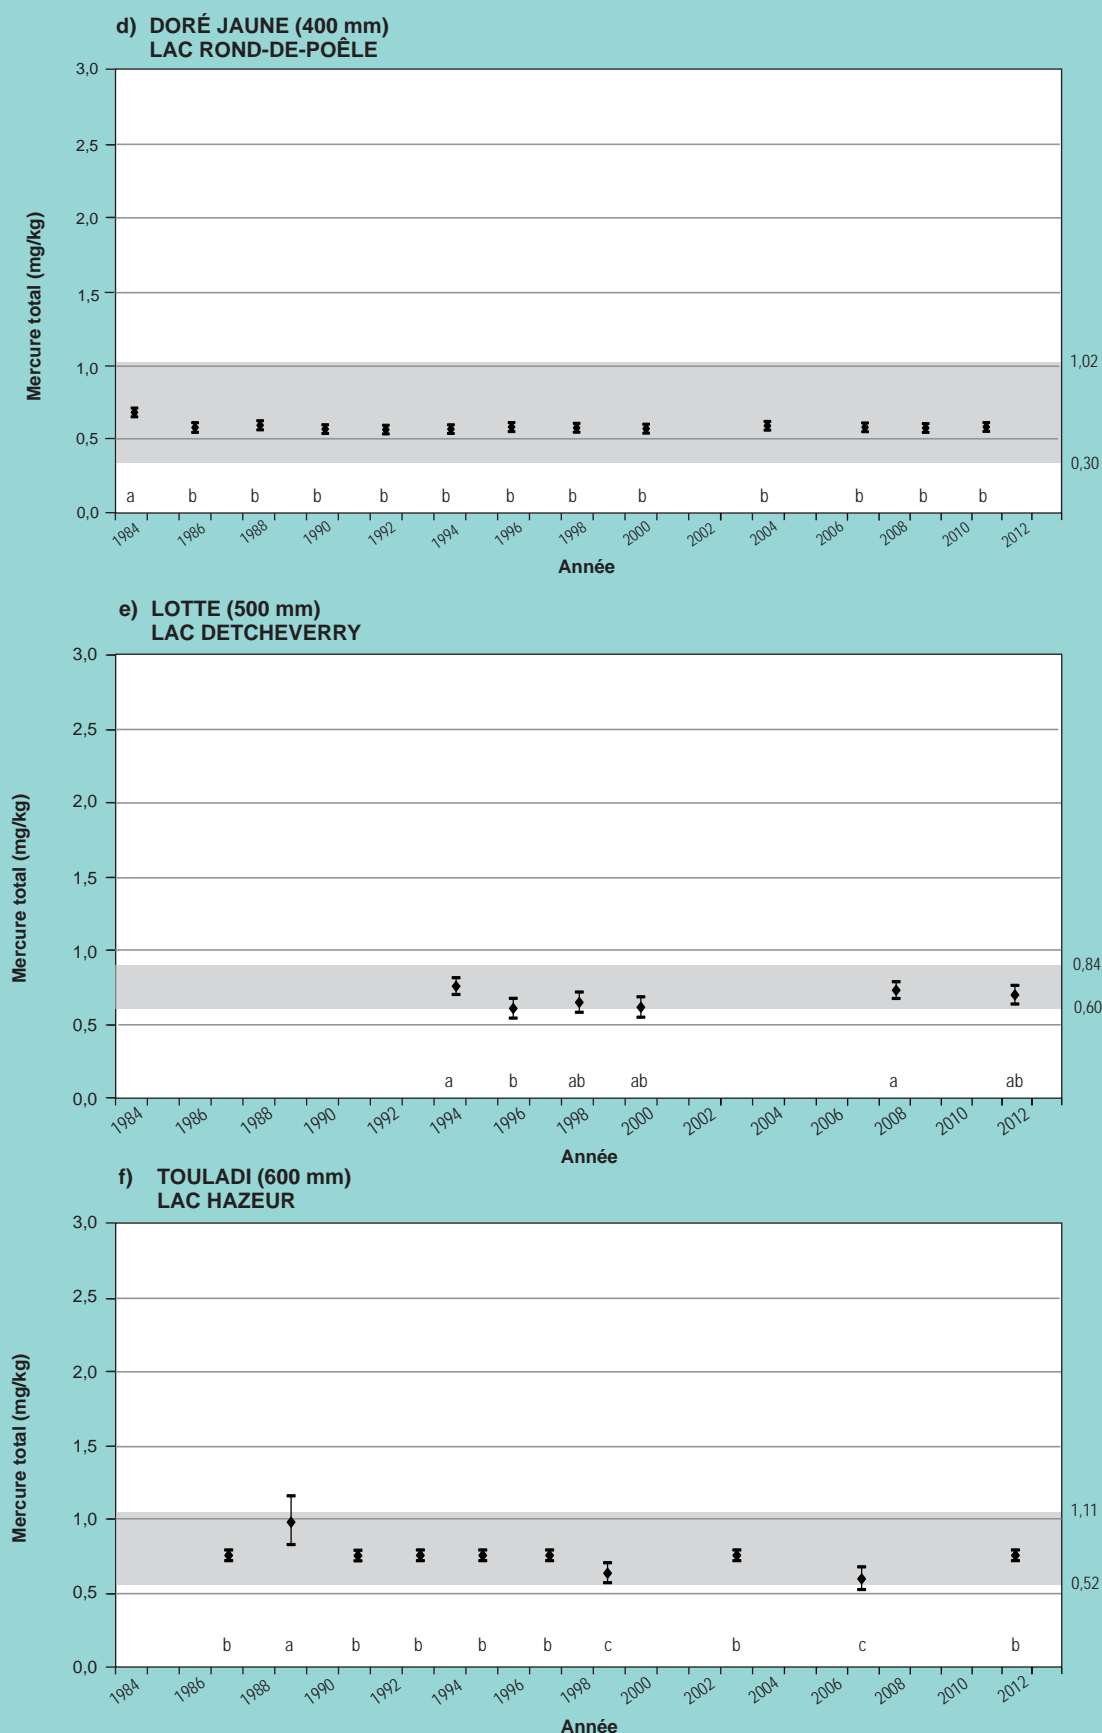 d) DORÉ JAUNE (400 mm)
LAC ROND-DE-POÊLE
Mercure total (mg/kg)
3,0
2,5
2,0
1,5
1,0
0,5
0,0
1,02
0,30
a b b b b b b b b b b b b
1984 1986 1988 1990 1992 1994 1996 1998 2000 2002 2004 2006 2008 2010 2012
Année
e) LOTTE (500 mm)
LAC DETCHEVERRY
Mercure total (mg/kg)
3,0
2,5
2,0
1,5
1,0
0,5
0,0
0,84
0,60
a b ab ab a ab
1984 1986 1988 1990 1992 1994 1996 1998 2000 2002 2004 2006 2008 2010 2012
Année
f) TOULADI (600 mm)
LAC HAZEUR
Mercure total (mg/kg)
3,0
2,5
2,0
1,5
1,0
0,5
0,0
1,11
0,52
b a b b b b c b c b
1984 1986 1988 1990 1992 1994 1996 1998 2000 2002 2004 2006 2008 2010 2012
Année